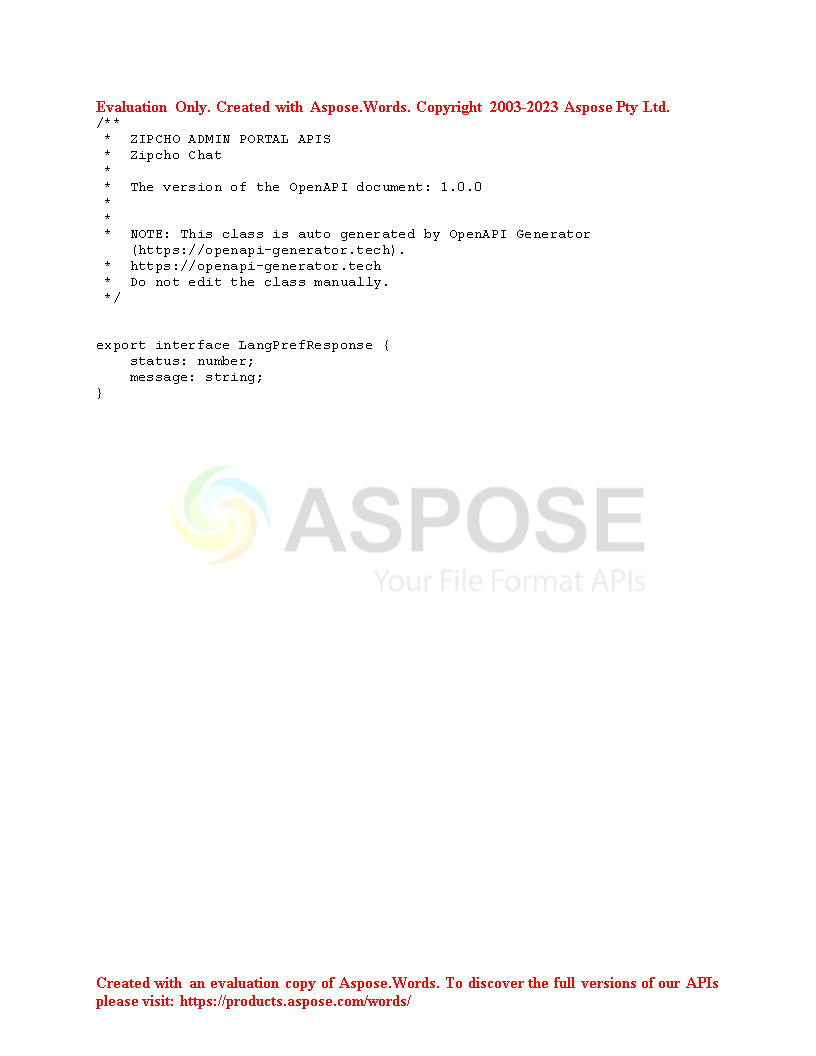 Evaluation Only. Created with Aspose.Words. Copyright 2003-2023 Aspose Pty Ltd.
/**
 *  ZIPCHO ADMIN PORTAL APIS
 *  Zipcho Chat
 *
 *  The version of the OpenAPI document: 1.0.0
 *
 *
 *  NOTE: This class is auto generated by OpenAPI Generator
    (https://openapi-generator.tech).
 *  https://openapi-generator.tech
 *  Do not edit the class manually.
 */
export interface LangPrefResponse {
    status: number;
    message: string;
}
ASPOSE
Your File Format APIs
Created with an evaluation copy of Aspose.Words. To discover the full versions of our APIs
please visit: https://products.aspose.com/words/